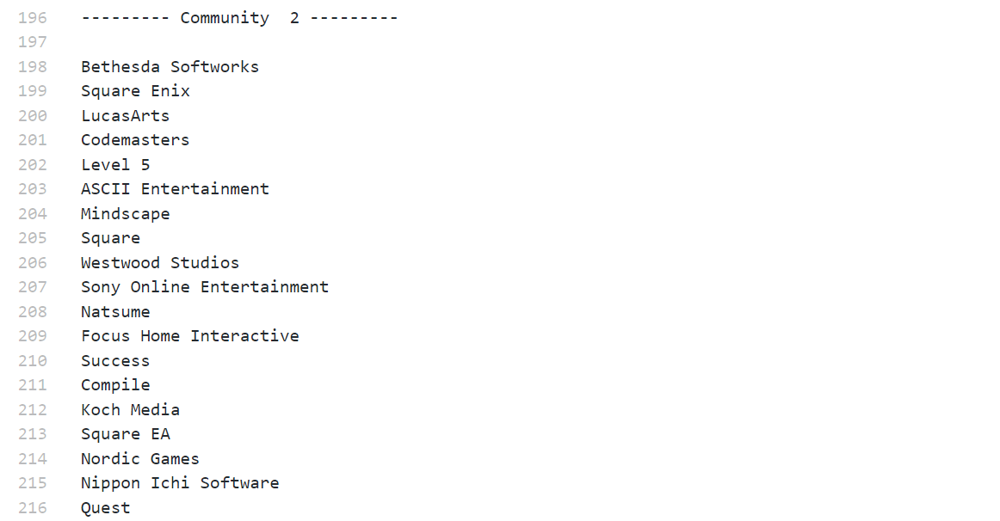 196 --------- Community  2 ---------
197
198 Bethesda Softworks
199 Square Enix
200 LucasArts
201 Codemasters
202 Level 5
203 ASCII Entertainment
204 Mindscape
205 Square
206 Westwood Studios
207 Sony Online Entertainment
208 Natsume
209 Focus Home Interactive
210 Success
211 Compile
212 Koch Media
213 Square EA
214 Nordic Games
215 Nippon Ichi Software
216 Quest